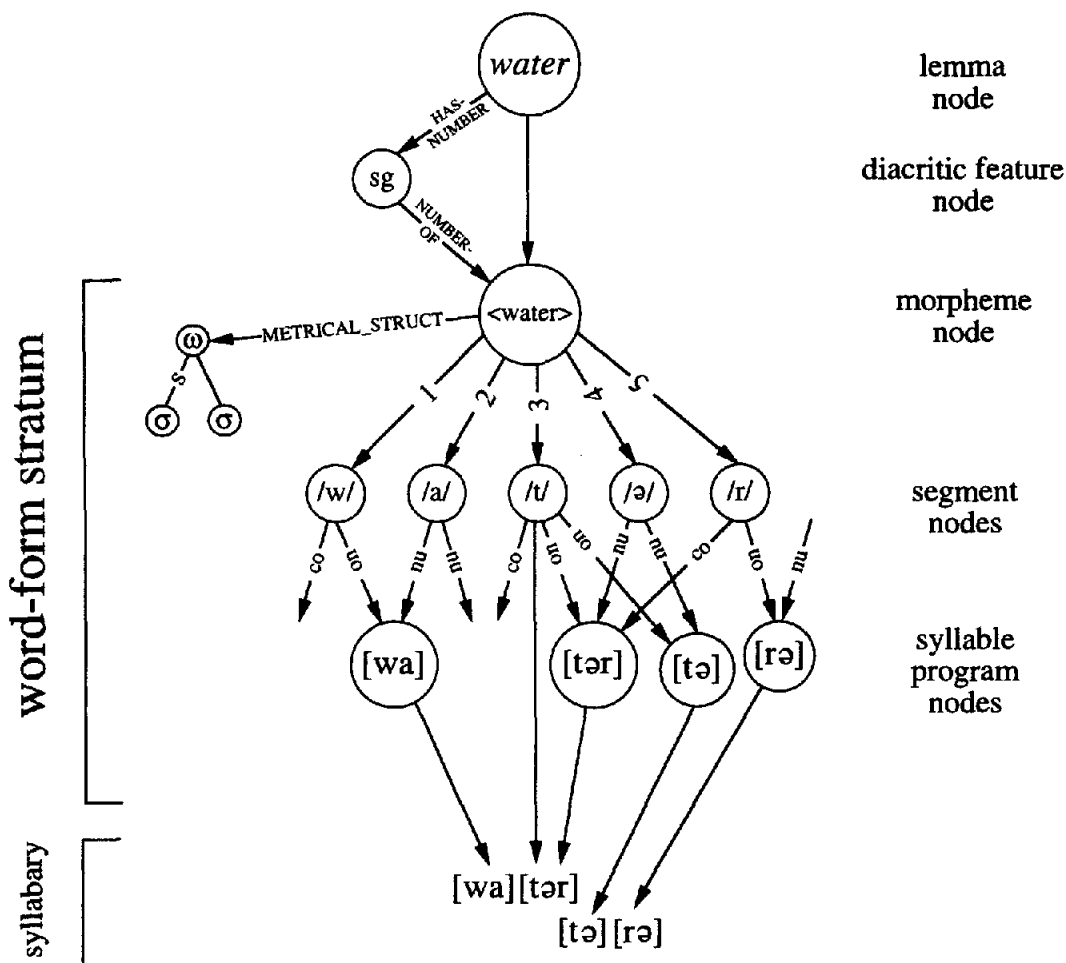 water
lemma
node
HAS-
NUMBER
sg
diacritic feature
node
NUMBER-
OF
<water>
morpheme
node
METRICAL_STRUCT
ω
s
σ
σ
1
2
3
4
5
word-form stratum
/w/
/a/
/t/
/ə/
/r/
segment
nodes
co
on
nu
nu
co
on
on
nu
nu
co
on
nu
[wa]
[tər]
[tə]
[rə]
syllable
program
nodes
syllabary
[wa][tər]
[tə][rə]